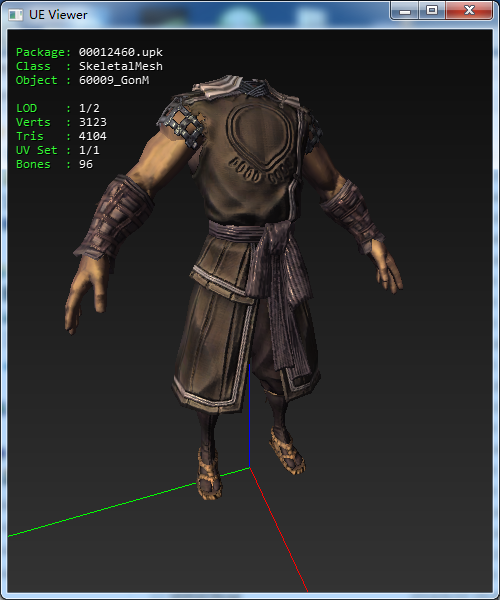 UE Viewer
Package: 00012460.upk
Class : SkeletalMesh
Object : 60009_GonM
LOD : 1/2
Verts : 3123
Tris : 4104
UV Set : 1/1
Bones : 96